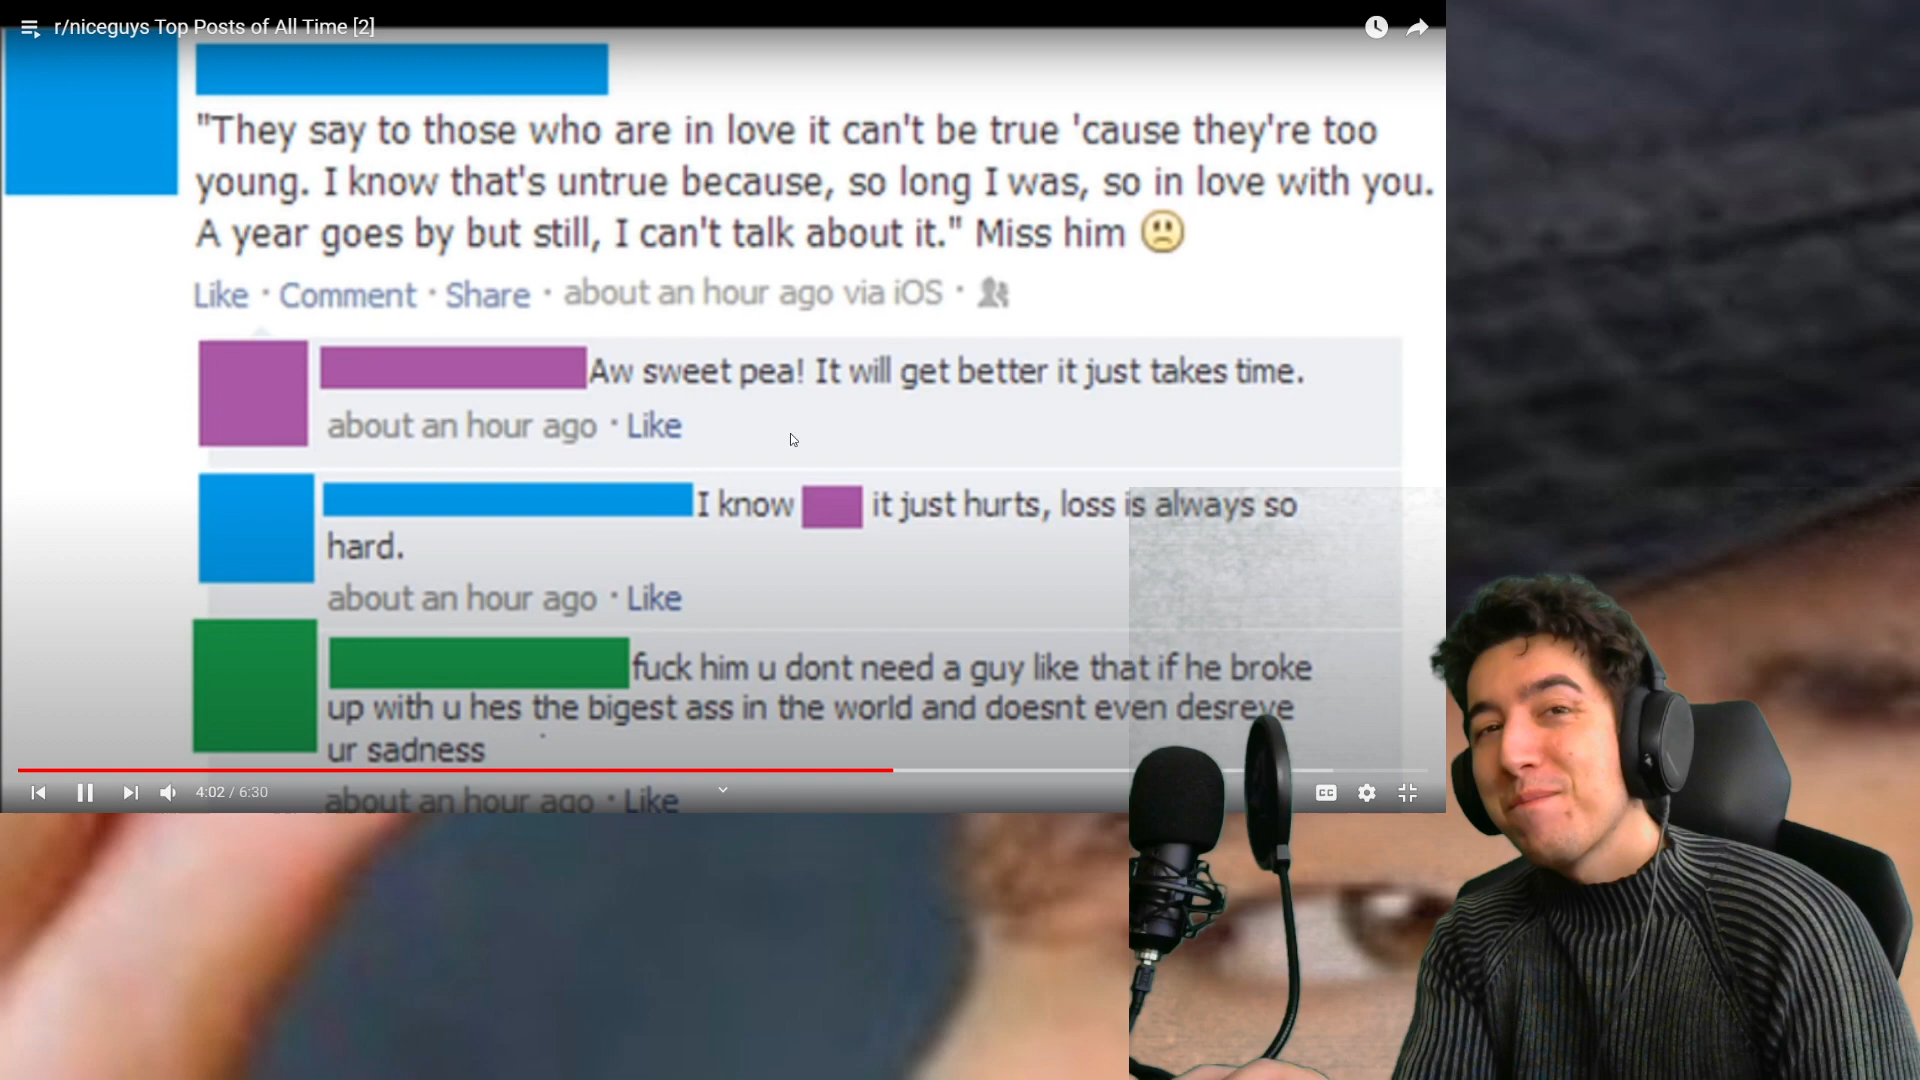 r/niceguys Top Posts of All Time [2]
"They say to those who are in love it can't be true 'cause they're too
young. I know that's untrue because, so long I was, so in love with you.
A year goes by but still, I can't talk about it." Miss him
Like · Comment · Share · about an hour ago via iOS ·
Aw sweet pea! It will get better it just takes time.
about an hour ago · Like
I know it just hurts, loss is always so
hard.
about an hour ago · Like
fuck him u dont need a guy like that if he broke
up with u hes the bigest ass in the world and doesnt even desreve
ur sadness
about an hour ago · Like
4:02 / 6:30
CC